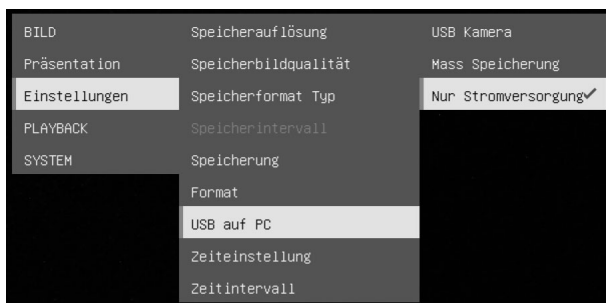 BILD
Präsentation
Einstellungen
PLAYBACK
SYSTEM
Speicherauflösung
Speicherbildqualität
Speicherformat Typ
Speicherintervall
Speicherung
Format
USB auf PC
Zeiteinstellung
Zeitintervall
USB Kamera
Mass Speicherung
Nur Stromversorgung✓